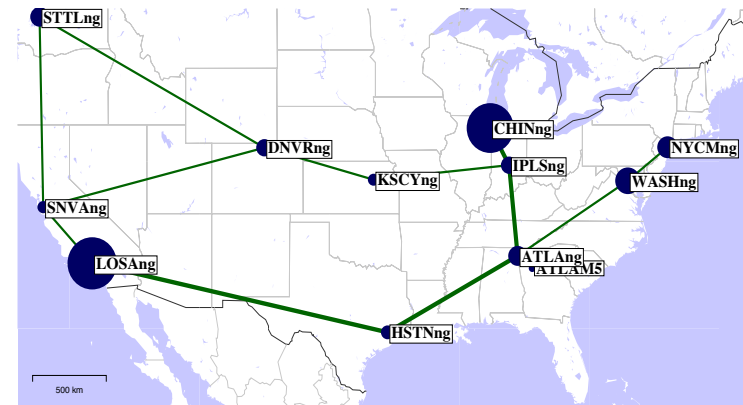 STTLng
CHINng
DNVRng
NYCMng
IPLSng
KSCYng
WASHng
SNVAng
ATLAng
LOSAng
ATLAM5
HSTNng
500 km